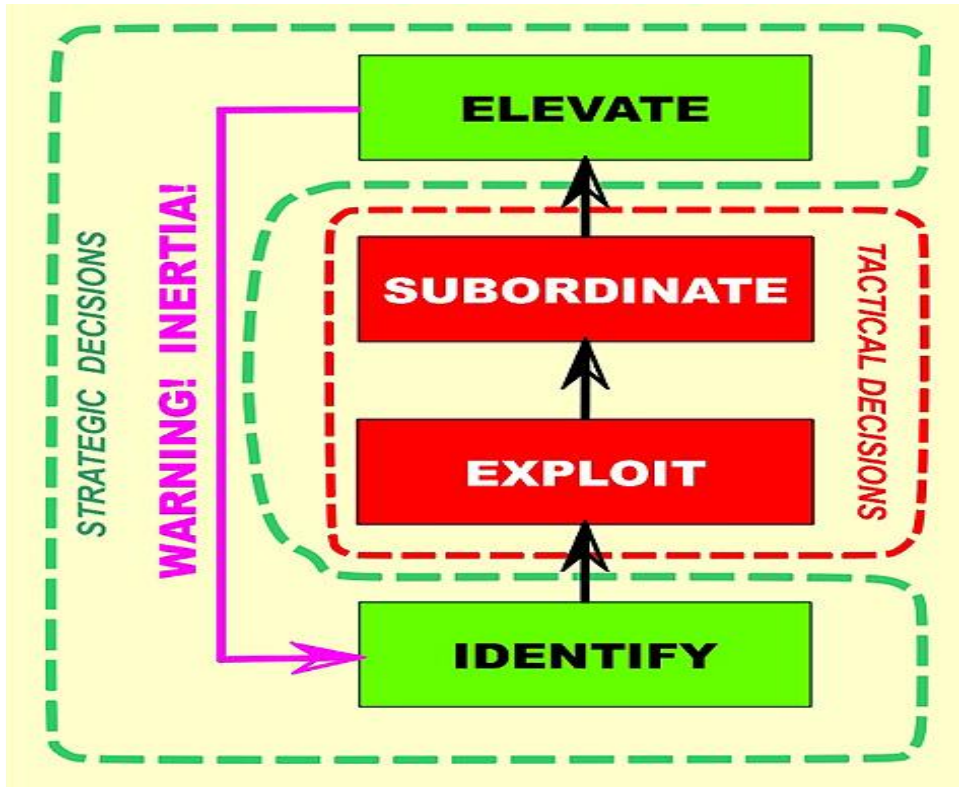 ELEVATE
SUBORDINATE
EXPLOIT
IDENTIFY
STRATEGIC DECISIONS
WARNING! INERTIA!
TACTICAL DECISIONS